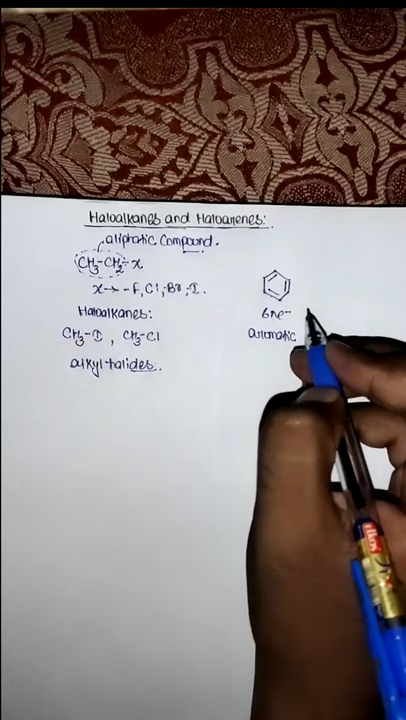 Haloalkanes and Haloarenes:
aliphatic Compound.
CH3-CH2-x
x→ -F, Cl, -Br, -I.
6πe-
Haloalkanes:
aromatic
CH3-I , CH3-Cl
alkyl halides.